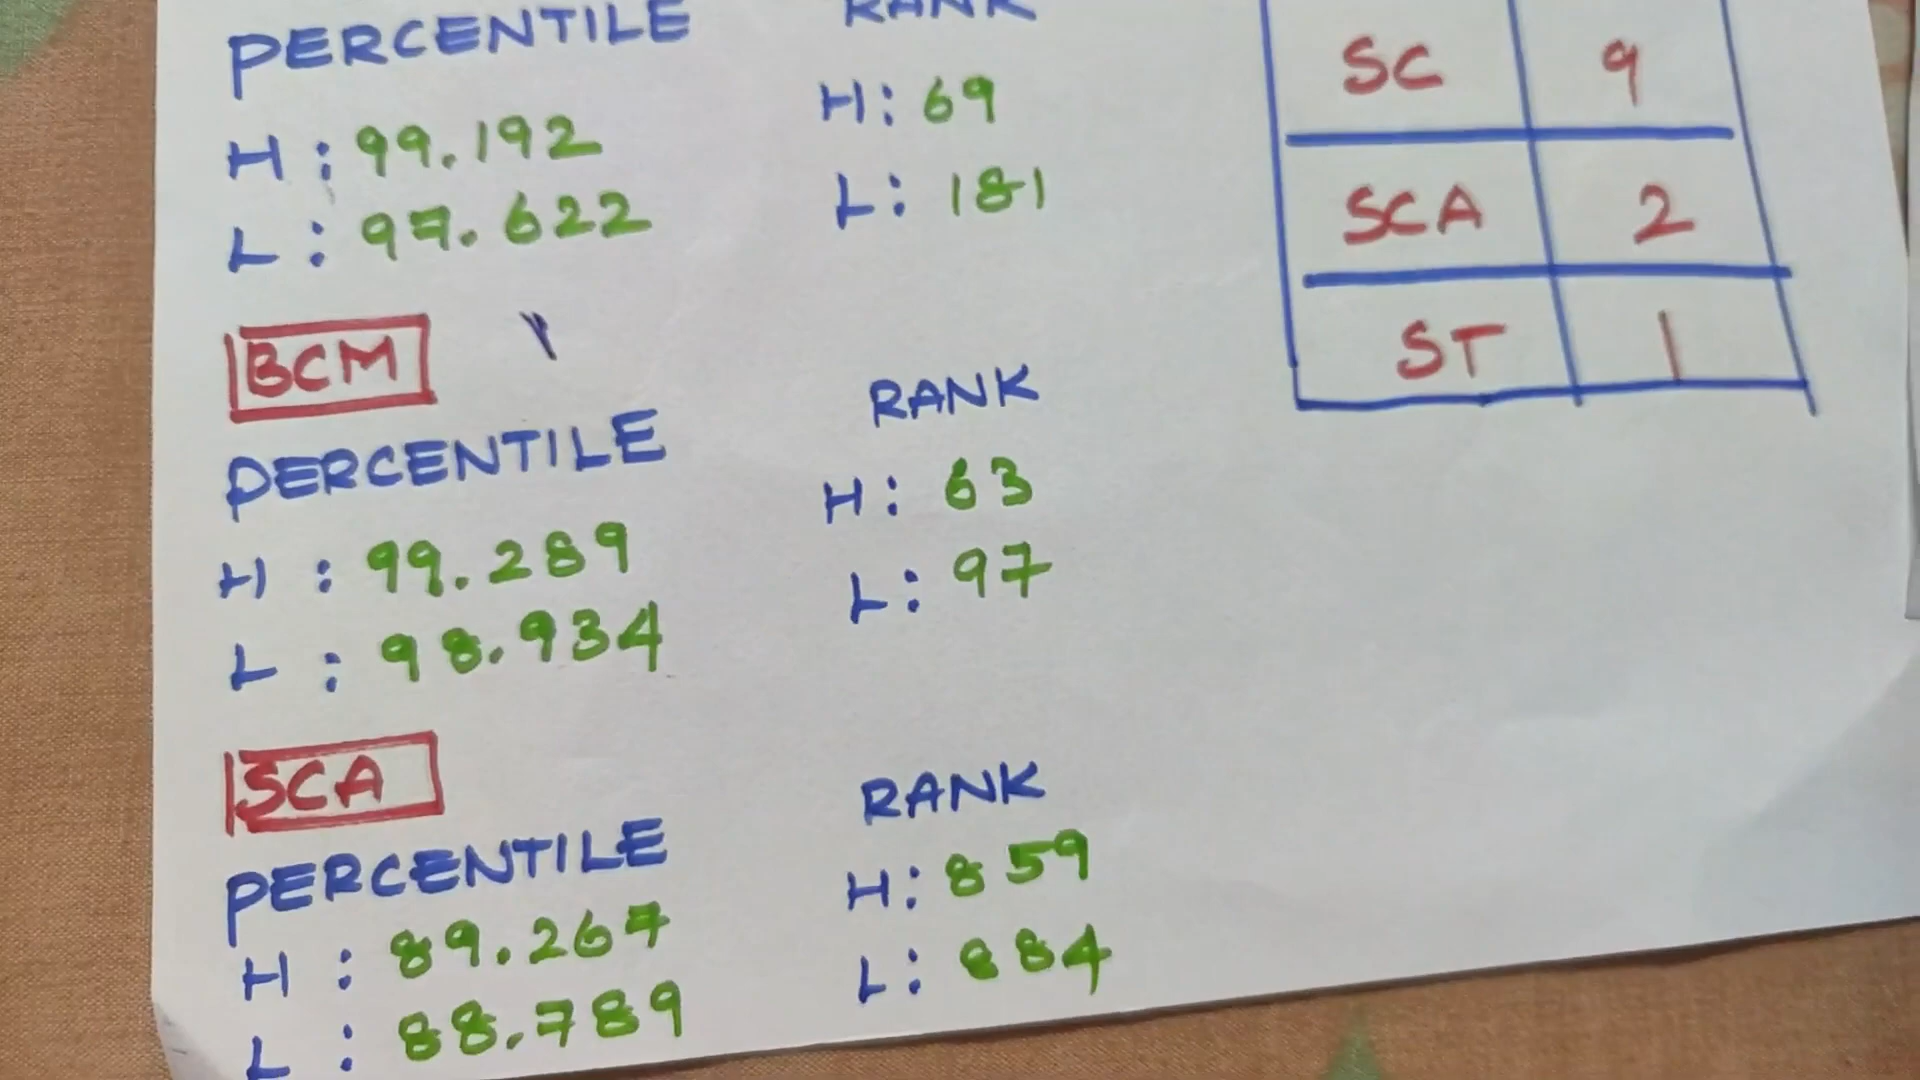 PERCENTILE RANK
H : 99.192 H: 69
L : 97.622 L: 181
BCM
PERCENTILE RANK
H : 99.289 H: 63
L : 98.934 L: 97
SCA
PERCENTILE RANK
H : 89.267 H: 859
L : 88.789 L: 884
SC 9
SCA 2
ST 1